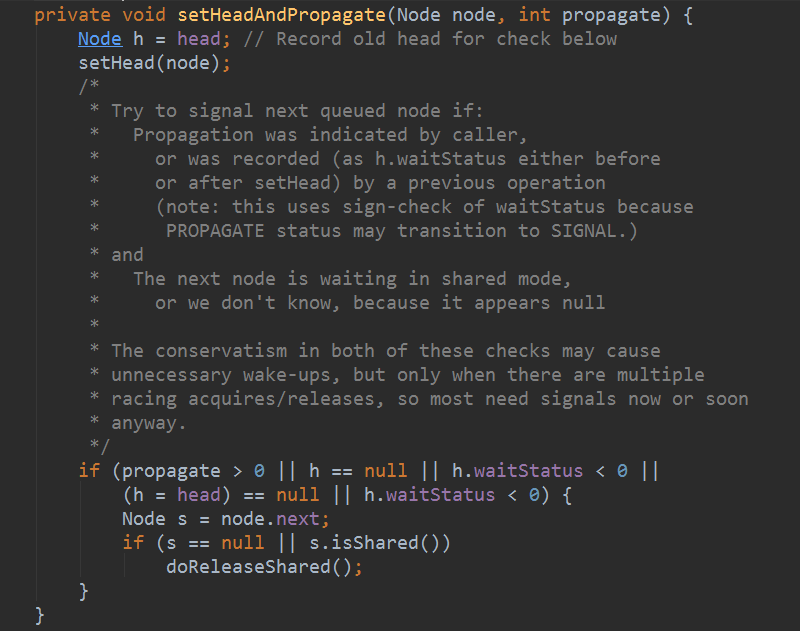 private void setHeadAndPropagate(Node node, int propagate) {
    Node h = head; // Record old head for check below
    setHead(node);
    /*
     * Try to signal next queued node if:
     *   Propagation was indicated by caller,
     *     or was recorded (as h.waitStatus either before
     *     or after setHead) by a previous operation
     *     (note: this uses sign-check of waitStatus because
     *      PROPAGATE status may transition to SIGNAL.)
     * and
     *   The next node is waiting in shared mode,
     *     or we don't know, because it appears null
     *
     * The conservatism in both of these checks may cause
     * unnecessary wake-ups, but only when there are multiple
     * racing acquires/releases, so most need signals now or soon
     * anyway.
     */
    if (propagate > 0 || h == null || h.waitStatus < 0 ||
        (h = head) == null || h.waitStatus < 0) {
        Node s = node.next;
        if (s == null || s.isShared())
            doReleaseShared();
    }
}